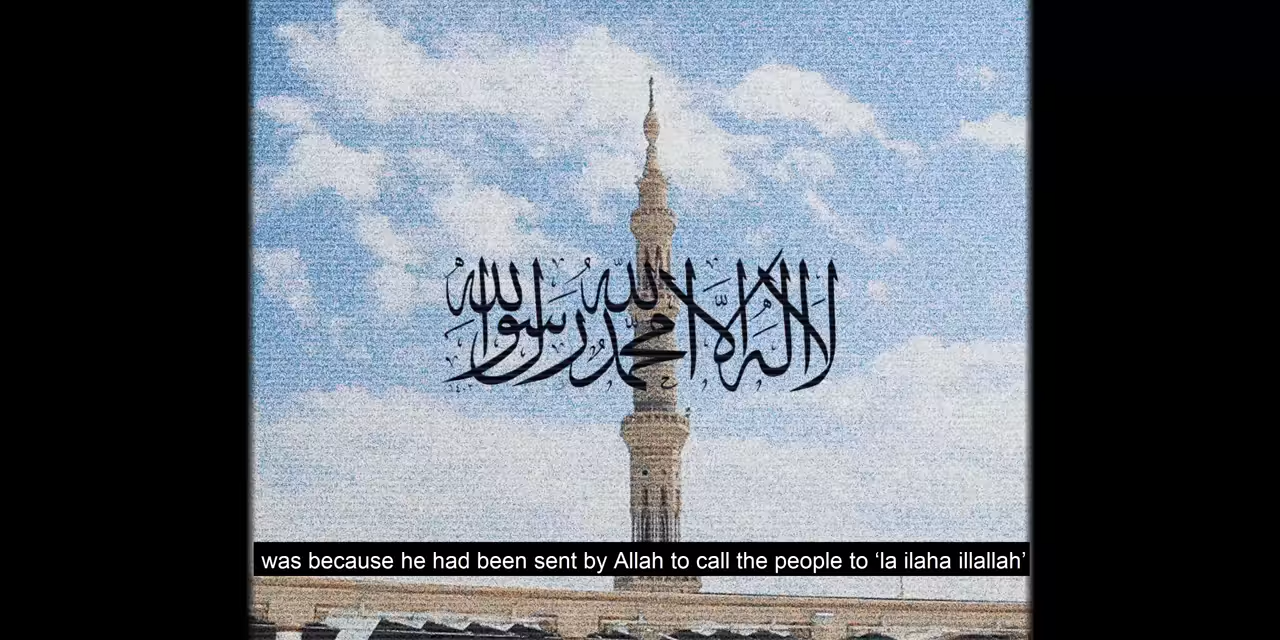 لا اله الا الله محمد رسول الله
was because he had been sent by Allah to call the people to ‘la ilaha illallah’